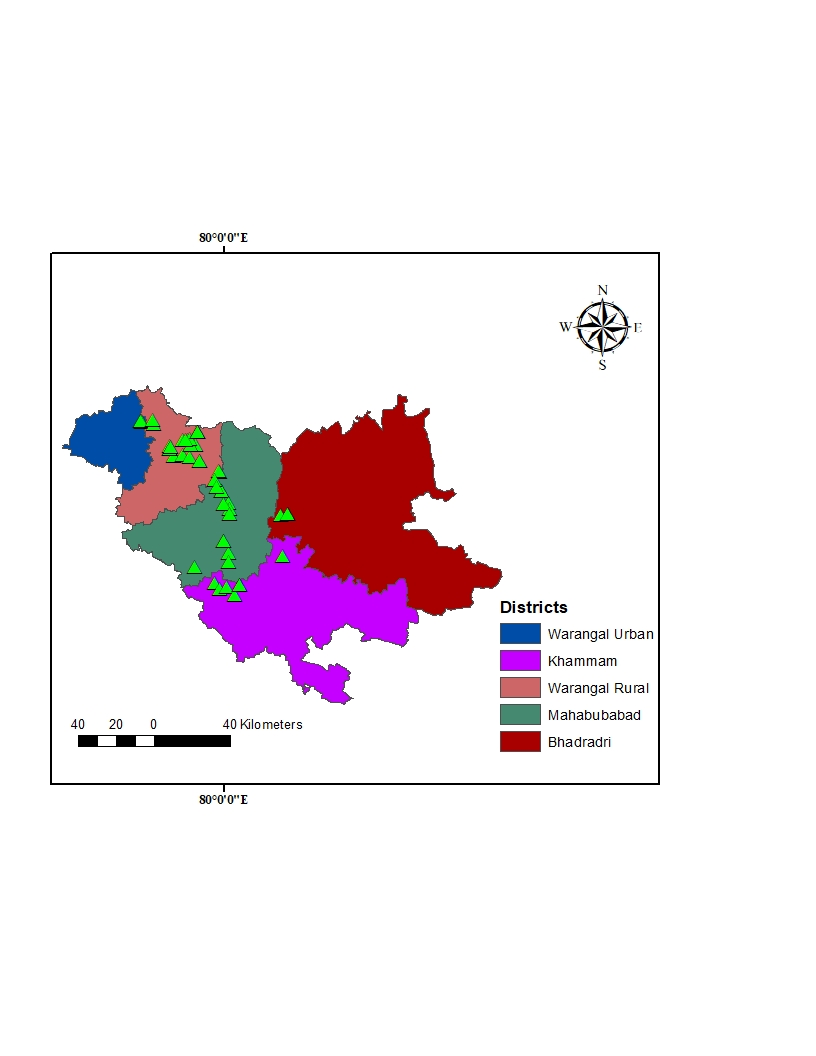 80°0'0"E
N
W E
S
Districts
Warangal Urban
Khammam
Warangal Rural
Mahabubabad
Bhadradri
40 20 0 40 Kilometers
80°0'0"E